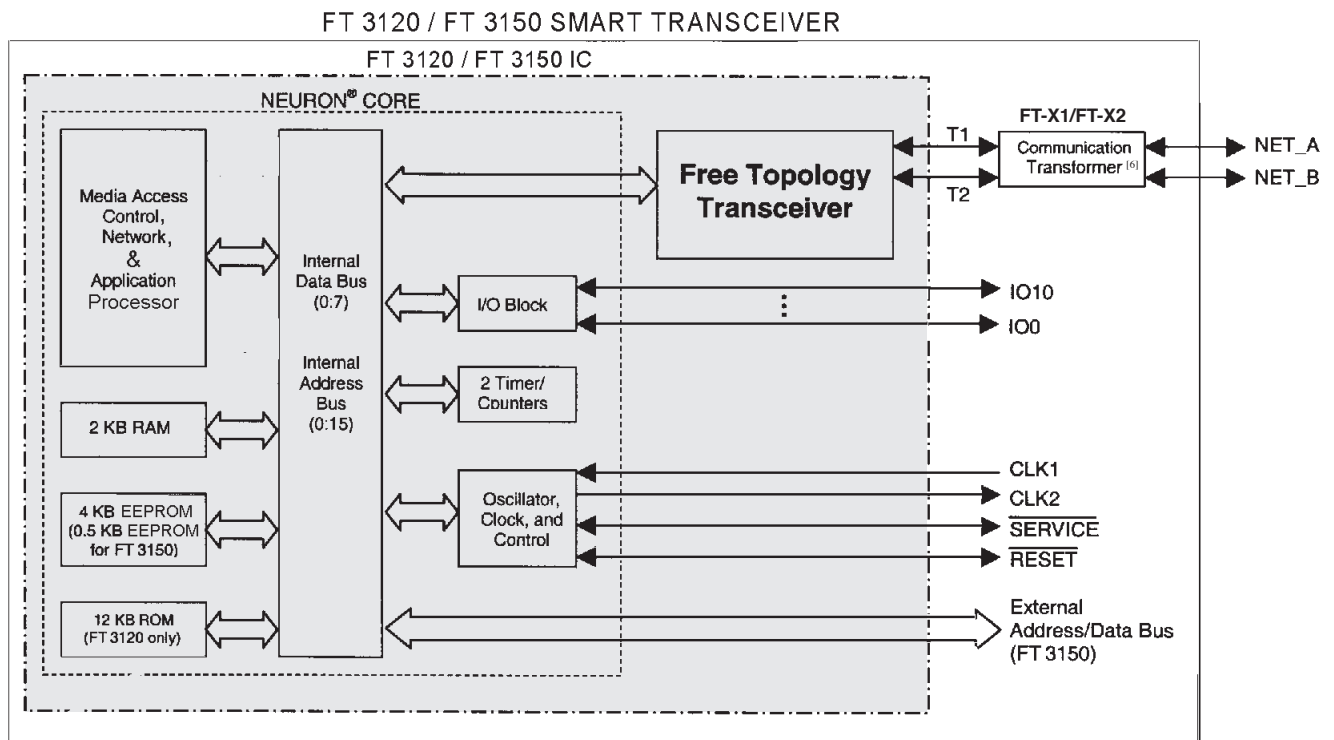 FT 3120 / FT 3150 SMART TRANSCEIVER
FT 3120 / FT 3150 IC
NEURON® CORE
Media Access
Control,
Network,
&
Application
Processor
2 KB RAM
4 KB EEPROM
(0.5 KB EEPROM
for FT 3150)
12 KB ROM
(FT 3120 only)
Internal
Data Bus
(0:7)
Internal
Address
Bus
(0:15)
Free Topology
Transceiver
I/O Block
2 Timer/
Counters
Oscillator,
Clock, and
Control
T1
T2
FT-X1/FT-X2
Communication
Transformer [6]
NET_A
NET_B
IO10
IO0
CLK1
CLK2
SERVICE
RESET
External
Address/Data Bus
(FT 3150)